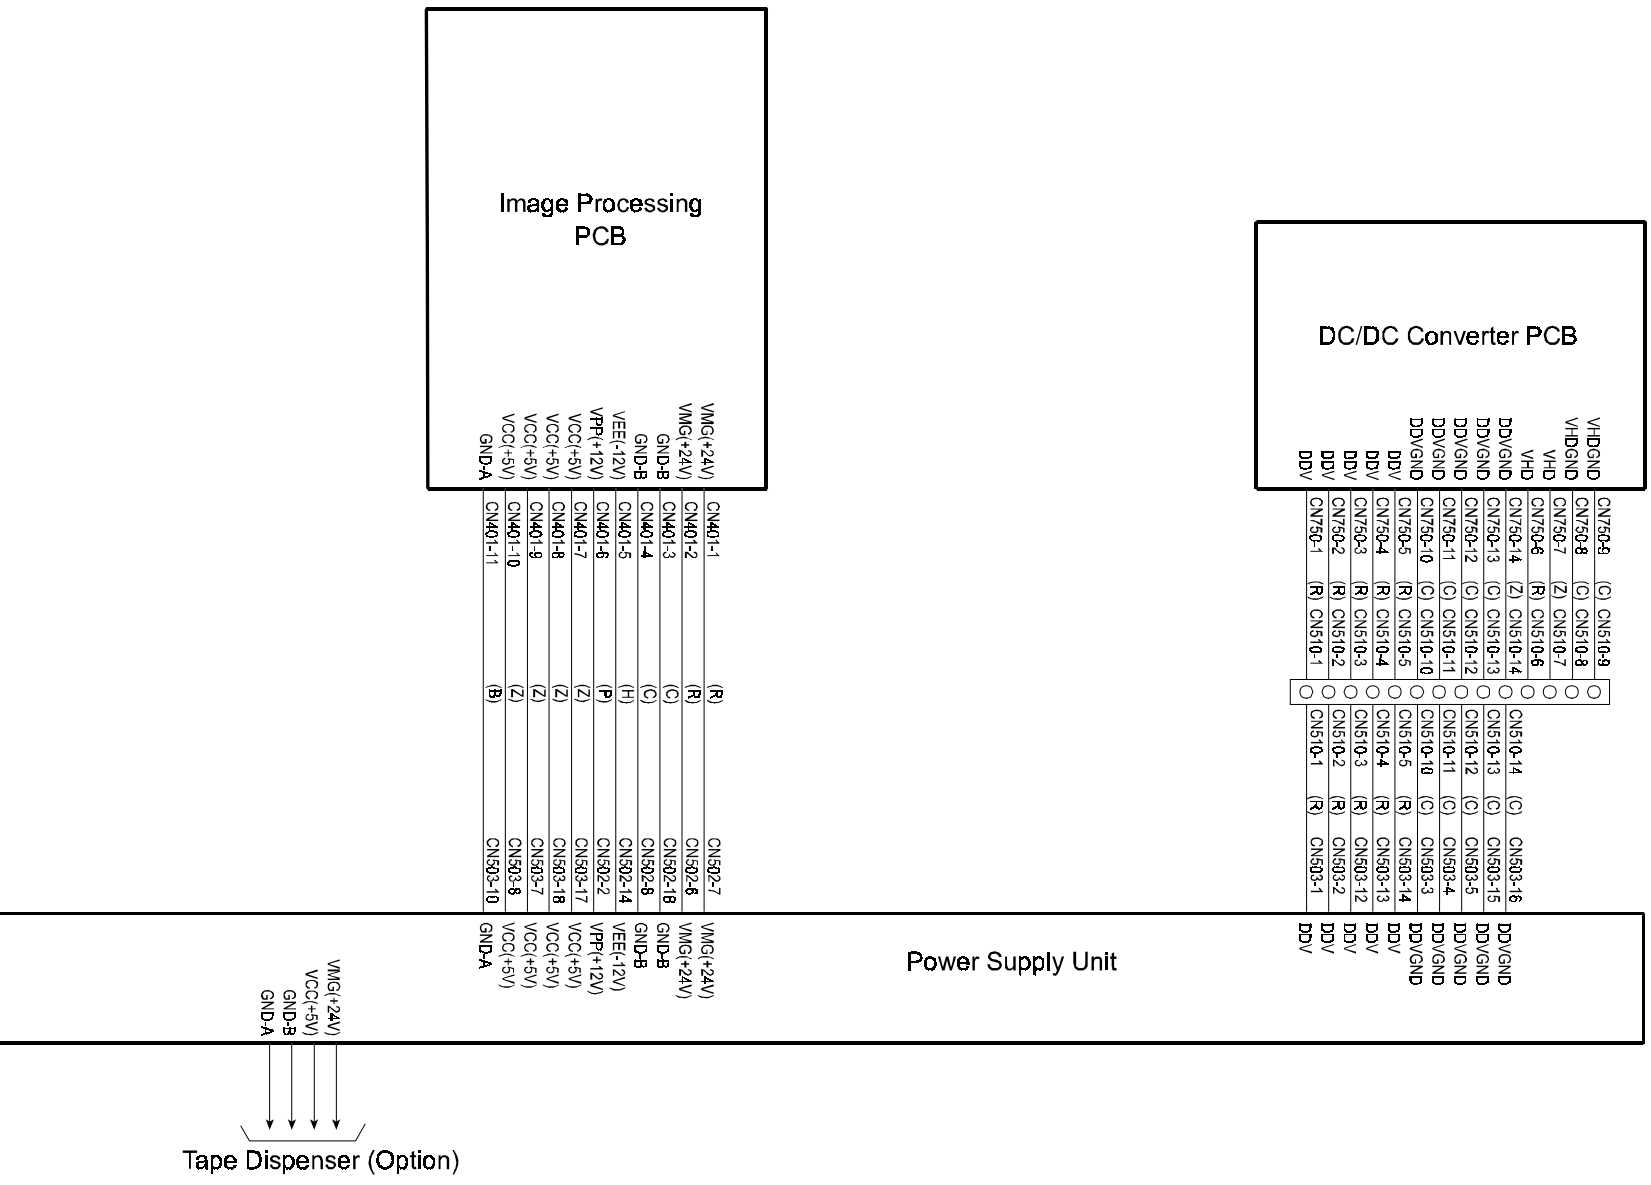 Image Processing
PCB
DC/DC Converter PCB
GND-A
VCC(+5V)
VCC(+5V)
VCC(+5V)
VCC(+5V)
VPP(+12V)
VEE(-12V)
GND-B
GND-B
VMG(+24V)
VMG(+24V)
DDV
DDV
DDV
DDV
DDV
DDVGND
DDVGND
DDVGND
DDVGND
DDVGND
VHD
VHD
VHDGND
VHDGND
CN401-11
CN401-10
CN401-9
CN401-8
CN401-7
CN401-6
CN401-5
CN401-4
CN401-3
CN401-2
CN401-1
CN750-1 (R) CN510-1
CN750-2 (R) CN510-2
CN750-3 (R) CN510-3
CN750-4 (R) CN510-4
CN750-5 (R) CN510-5
CN750-10 (C) CN510-10
CN750-11 (C) CN510-11
CN750-12 (C) CN510-12
CN750-13 (C) CN510-13
CN750-14 (Z) CN510-14
CN750-6 (R) CN510-6
CN750-7 (Z) CN510-7
CN750-8 (C) CN510-8
CN750-9 (C) CN510-9
(B)
(Z)
(Z)
(Z)
(Z)
(P)
(H)
(C)
(C)
(R)
(R)
CN510-1 (R) CN503-1
CN510-2 (R) CN503-2
CN510-3 (R) CN503-12
CN510-4 (R) CN503-13
CN510-5 (R) CN503-14
CN510-10 (C) CN503-3
CN510-11 (C) CN503-4
CN510-12 (C) CN503-5
CN510-13 (C) CN503-15
CN510-14 (C) CN503-16
CN503-10
CN503-8
CN503-7
CN503-18
CN503-17
CN502-2
CN502-14
CN502-8
CN502-18
CN502-6
CN502-7
GND-A
VCC(+5V)
VCC(+5V)
VCC(+5V)
VCC(+5V)
VPP(+12V)
VEE(-12V)
GND-B
GND-B
VMG(+24V)
VMG(+24V)
Power Supply Unit
DDV
DDV
DDV
DDV
DDV
DDVGND
DDVGND
DDVGND
DDVGND
DDVGND
GND-A
GND-B
VCC(+5V)
VMG(+24V)
Tape Dispenser (Option)